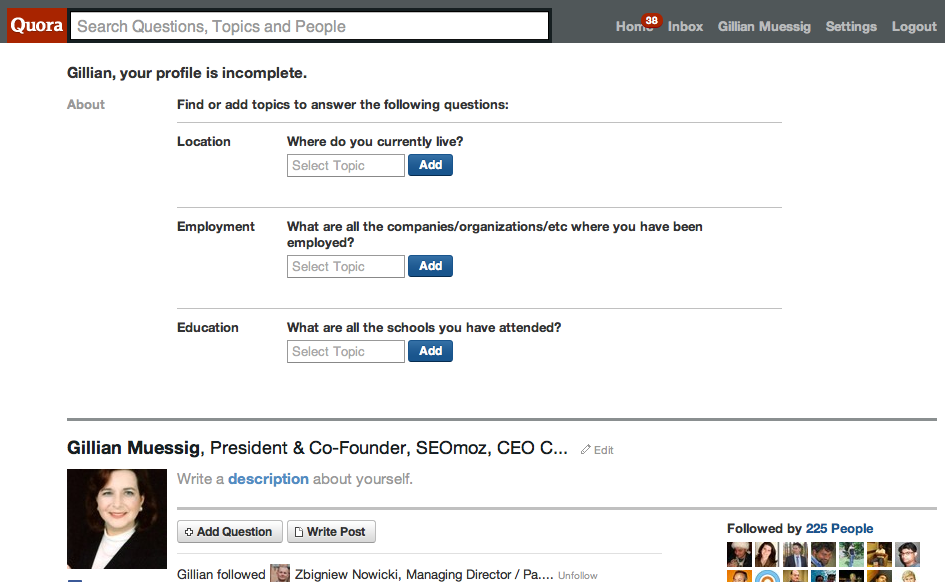 Quora
Search Questions, Topics and People
Home 38 Inbox Gillian Muessig Settings Logout
Gillian, your profile is incomplete.
About
Find or add topics to answer the following questions:
Location
Where do you currently live?
Select Topic Add
Employment
What are all the companies/organizations/etc where you have been
employed?
Select Topic Add
Education
What are all the schools you have attended?
Select Topic Add
Gillian Muessig, President & Co-Founder, SEOmoz, CEO C... Edit
Write a description about yourself.
Add Question Write Post
Followed by 225 People
Gillian followed Zbigniew Nowicki, Managing Director / Pa.... Unfollow